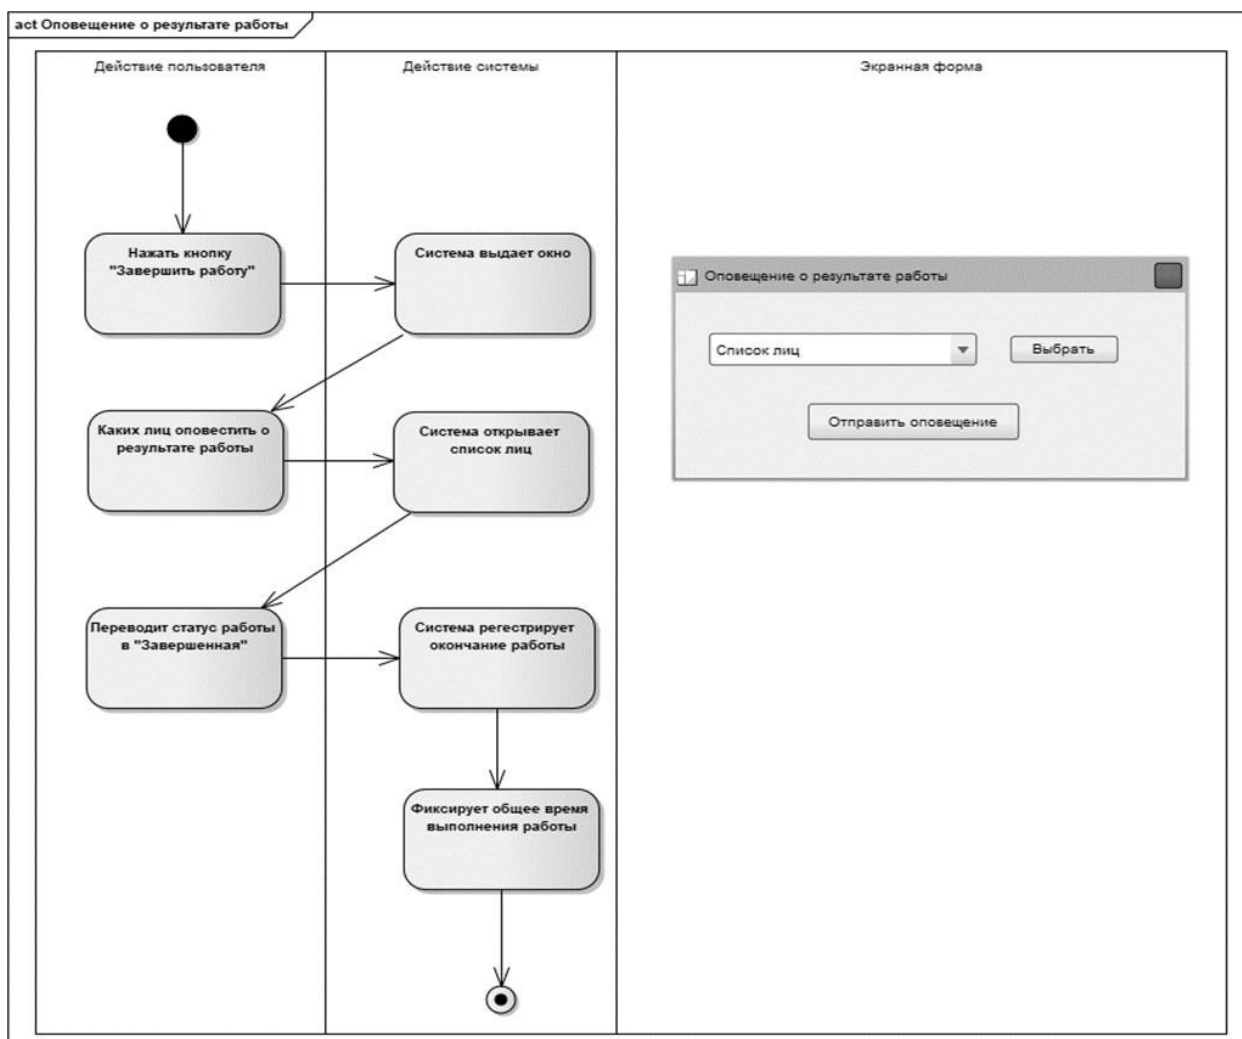 act Оповещение о результате работы
Действие пользователя
Действие системы
Экранная форма
Нажать кнопку
"Завершить работу"
Система выдает окно
Оповещение о результате работы
Список лиц
Выбрать
Отправить оповещение
Каких лиц оповестить о
результате работы
Система открывает
список лиц
Переводит статус работы
в "Завершенная"
Система регестрирует
окончание работы
Фиксирует общее время
выполнения работы